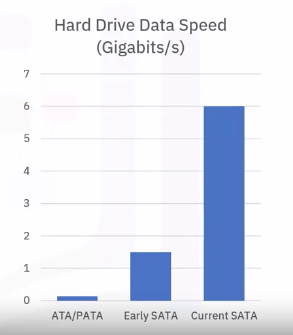 Hard Drive Data Speed
(Gigabits/s)
7
6
5
4
3
2
1
0
ATA/PATA Early SATA Current SATA